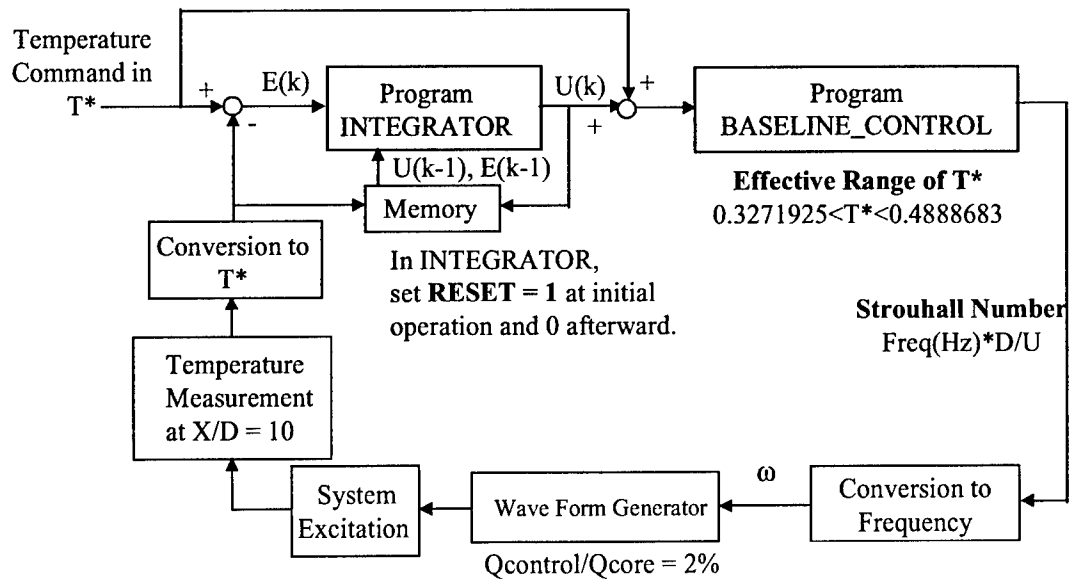 Temperature
Command in
T*
+
-
E(k)
Program
INTEGRATOR
U(k)
+
+
Program
BASELINE_CONTROL
U(k-1), E(k-1)
Memory
Effective Range of T*
0.3271925<T*<0.4888683
Conversion to
T*
In INTEGRATOR,
set RESET = 1 at initial
operation and 0 afterward.
Strouhall Number
Freq(Hz)*D/U
Temperature
Measurement
at X/D = 10
System
Excitation
Wave Form Generator
ω
Conversion to
Frequency
Qcontrol/Qcore = 2%